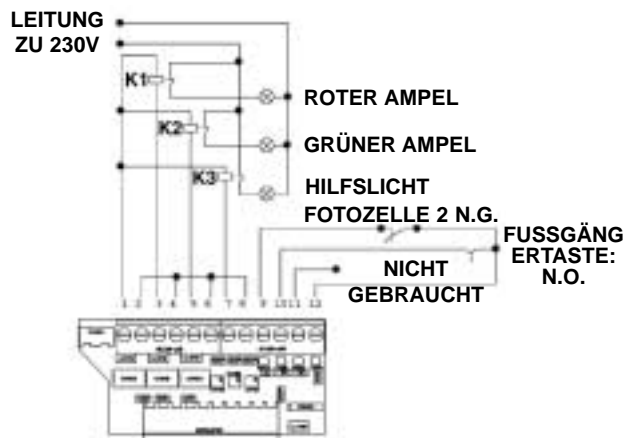 LEITUNG
ZU 230V
K1
ROTER AMPEL
K2
GRÜNER AMPEL
K3
HILFSLICHT
FOTOZELLE 2 N.G.
FUSSGÄNG
ERTASTE:
N.O.
NICHT
GEBRAUCHT
1 2 3 4 5 6 7 8 9 10 11 12